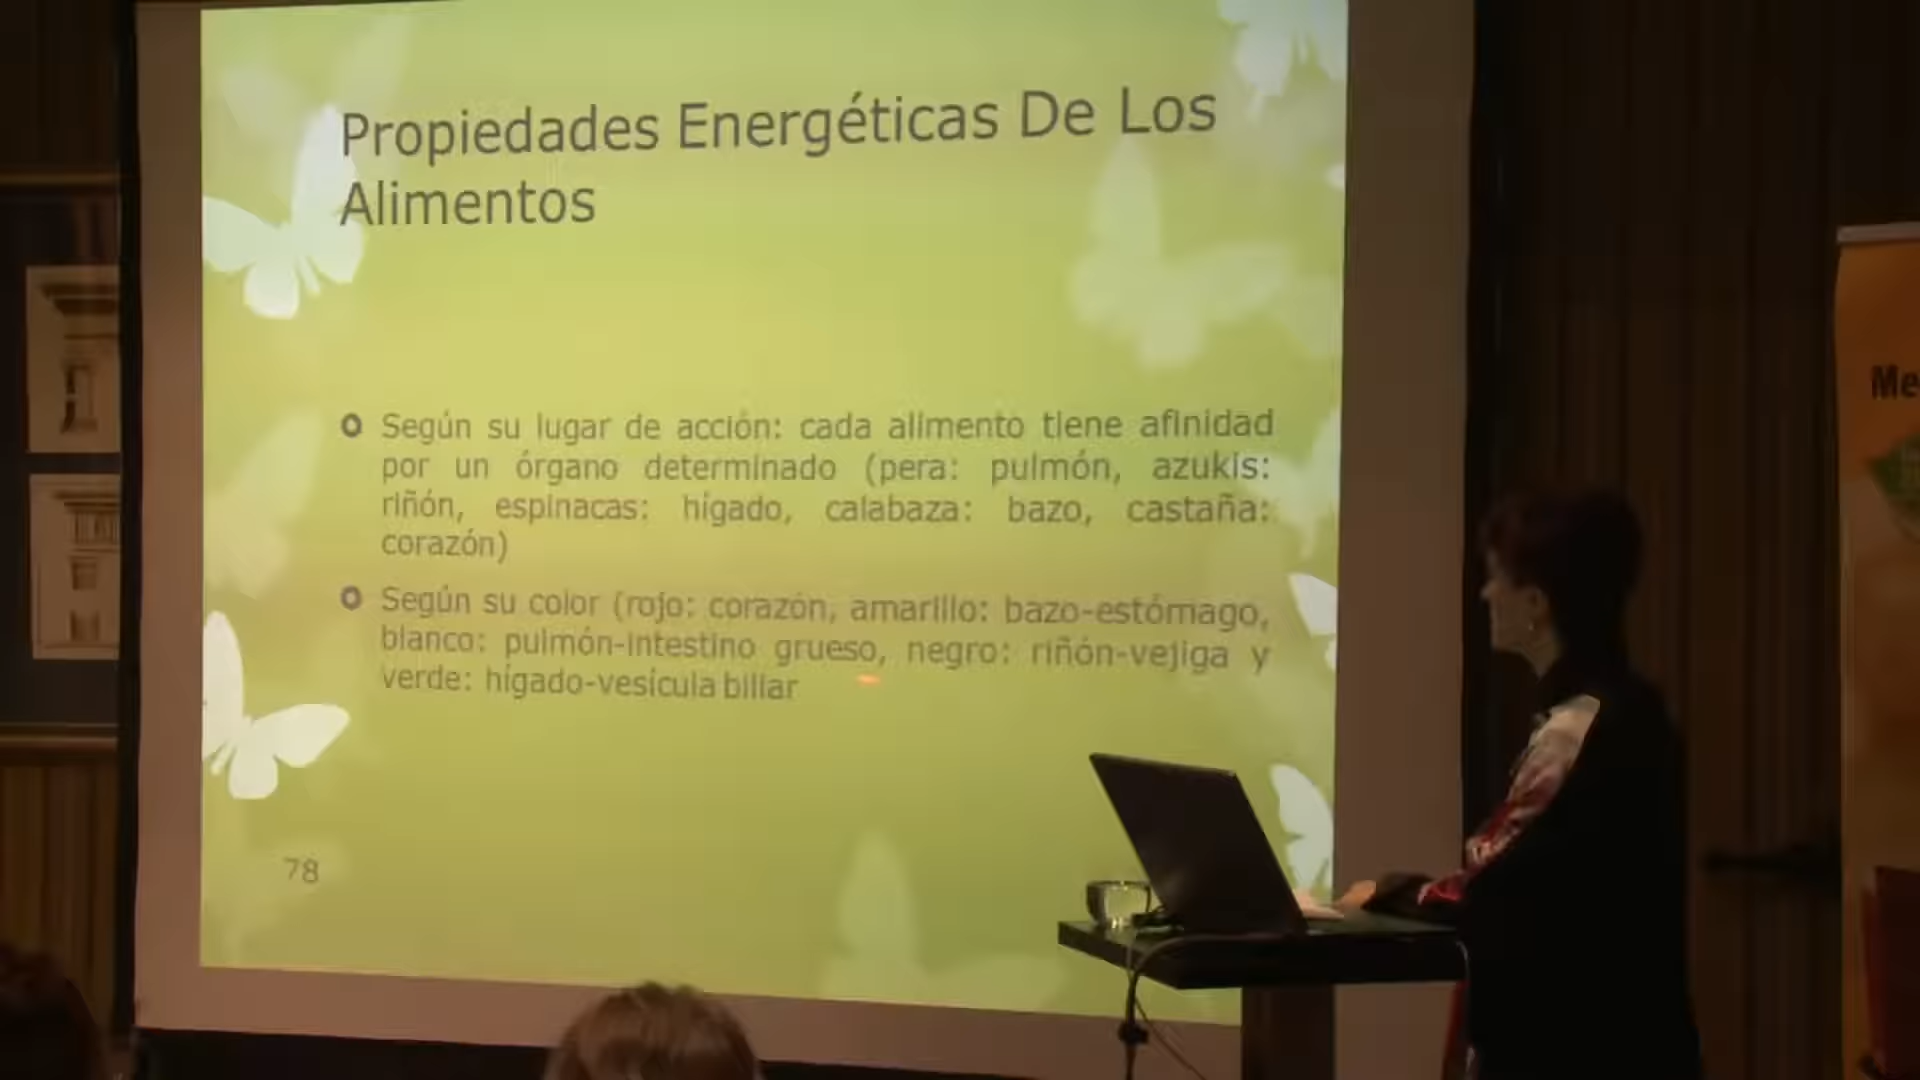 Propiedades Energéticas De Los
Alimentos
Según su lugar de acción: cada alimento tiene afinidad
por un órgano determinado (pera: pulmón, azukis:
riñón, espinacas: hígado, calabaza: bazo, castaña:
corazón)
Según su color (rojo: corazón, amarillo: bazo-estómago,
blanco: pulmón-intestino grueso, negro: riñón-vejiga y
verde: hígado-vesícula biliar
78
Me